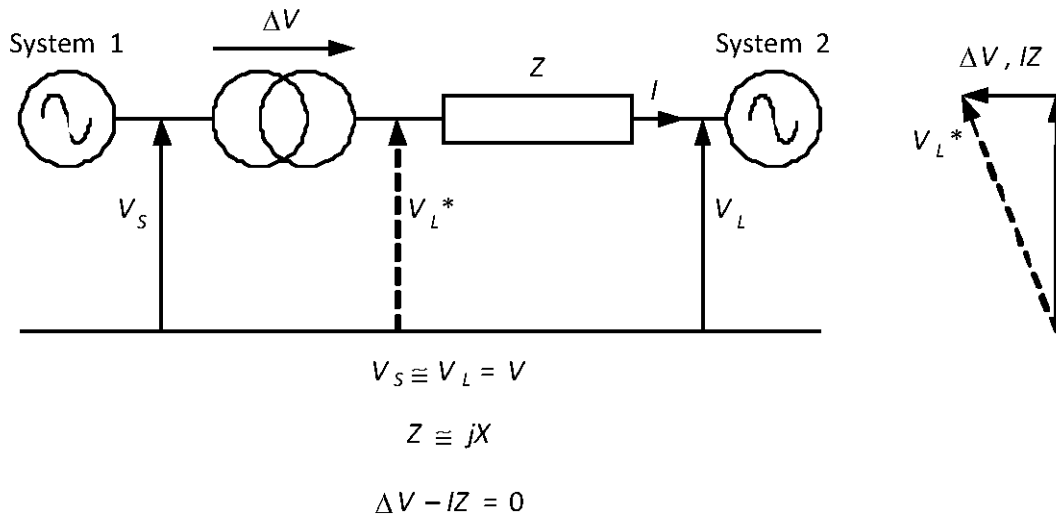 ΔV
System 1
System 2
Z
I
ΔV , IZ
V_L*
V_S
V_L*
V_L
V_S ≅ V_L = V
Z ≅ jX
ΔV – IZ = 0